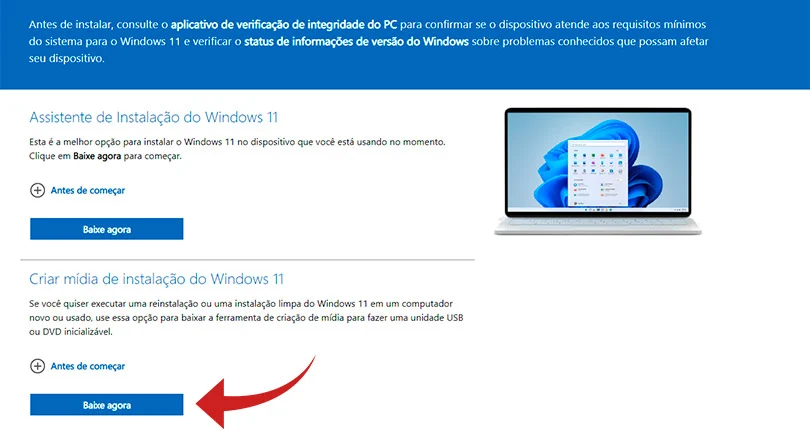 Antes de instalar, consulte o aplicativo de verificação de integridade do PC para confirmar se o dispositivo atende aos requisitos mínimos
do sistema para o Windows 11 e verificar o status de informações de versão do Windows sobre problemas conhecidos que possam afetar
seu dispositivo.
Assistente de Instalação do Windows 11
Esta é a melhor opção para instalar o Windows 11 no dispositivo que você está usando no momento.
Clique em Baixe agora para começar.
Antes de começar
Baixe agora
Criar mídia de instalação do Windows 11
Se você quiser executar uma reinstalação ou uma instalação limpa do Windows 11 em um computador
novo ou usado, use essa opção para baixar a ferramenta de criação de mídia para fazer uma unidade USB
ou DVD inicializável.
Antes de começar
Baixe agora